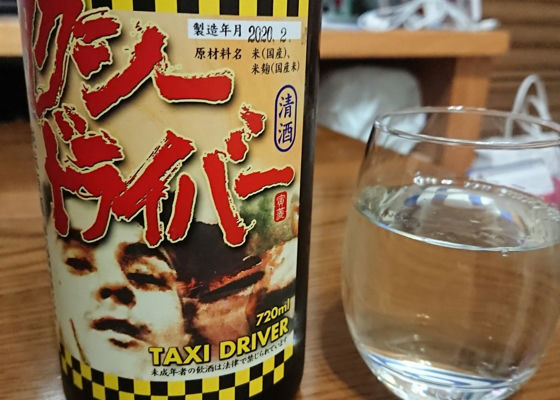 製造年月 2020.2.
原材料名 米(国産)、
米麹(国産米)
クシー
ドライバー
清酒
720ml
TAXI DRIVER
未成年者の飲酒は法律で禁じられています